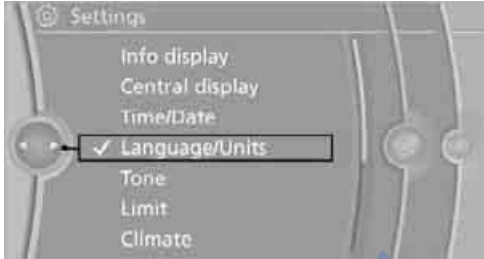 Settings
Info display
Central display
Time/Date
Language/Units
Tone
Limit
Climate